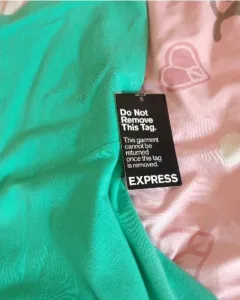 Do Not
Remove
This Tag.
This garment
cannot be
returned
once this tag
is removed.
EXPRESS